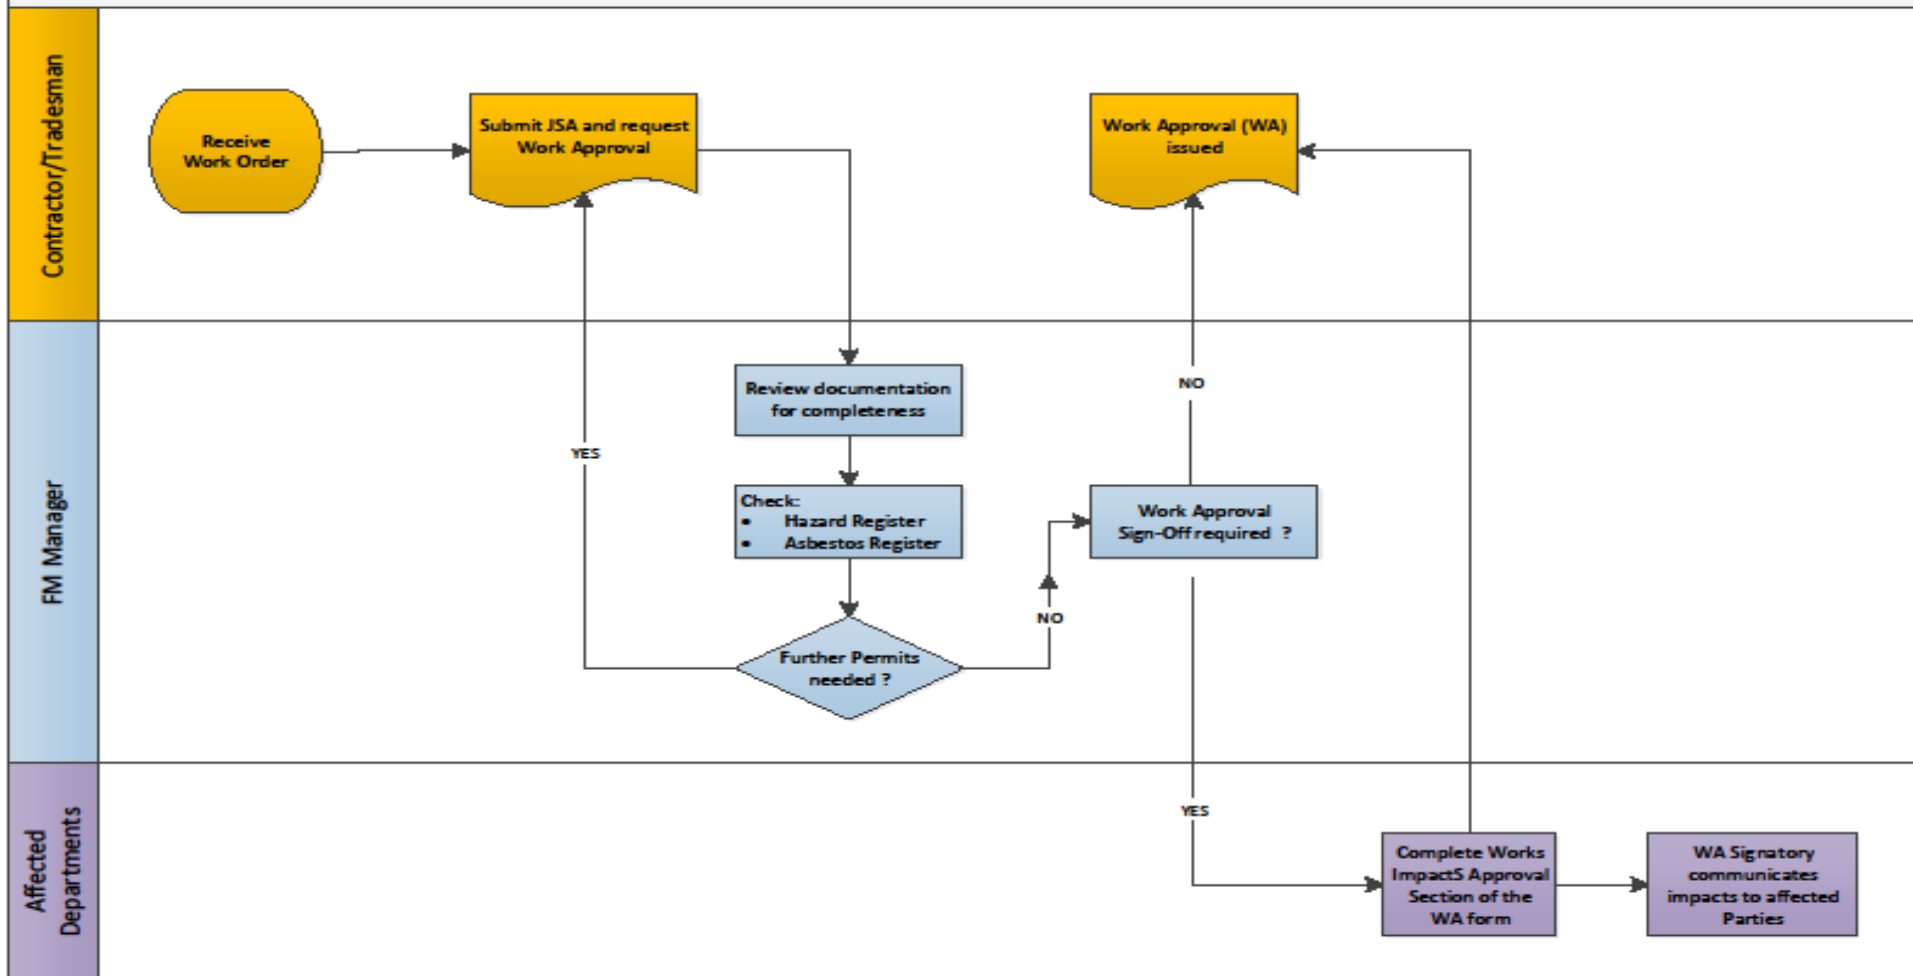 Contractor/Tradesman
Receive
Work Order
Submit JSA and request
Work Approval
Work Approval (WA)
issued
FM Manager
Review documentation
for completeness
NO
YES
Check:
• Hazard Register
• Asbestos Register
Work Approval
Sign-Off required ?
NO
Further Permits
needed ?
Affected
Departments
YES
Complete Works
ImpactS Approval
Section of the
WA form
WA Signatory
communicates
impacts to affected
Parties